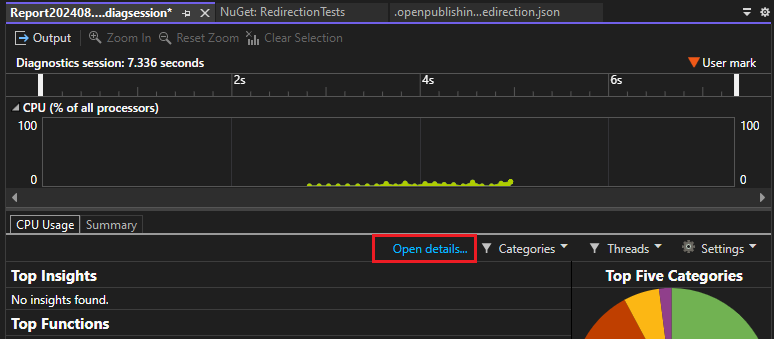 Report202408....diagsession* NuGet: RedirectionTests .openpublishin...edirection.json
Output Zoom In Reset Zoom Clear Selection
Diagnostics session: 7.336 seconds User mark
2s 4s 6s
CPU (% of all processors)
100 100
0 0
CPU Usage Summary
Open details... Categories Threads Settings
Top Insights Top Five Categories
No insights found.
Top Functions